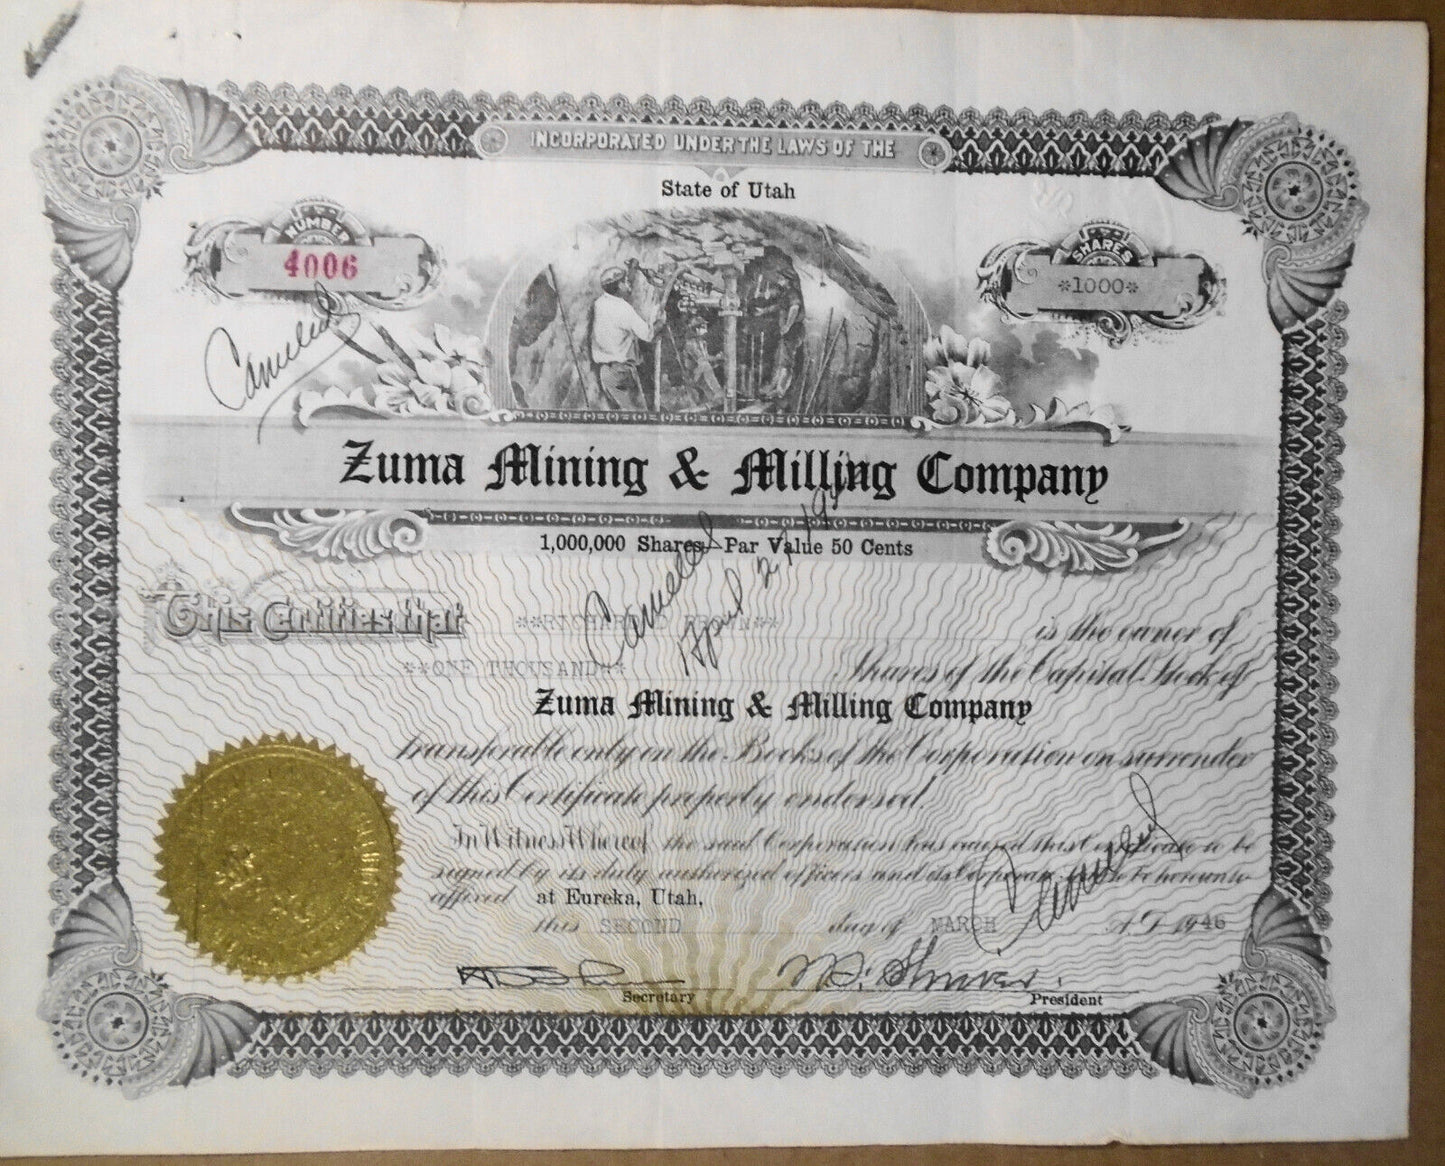 INCORPORATED UNDER THE LAWS OF THE
State of Utah
NUMBER
4006
SHARES
*1000*
Cancelled
Zuma Mining & Milling Company
1,000,000 Shares Par Value 50 Cents
Cancelled
April
This Certifies that ** BROWN** is the owner of
**ONE THOUSAND** Shares of the Capital Stock of
Zuma Mining & Milling Company
transferable only on the Books of the Corporation on surrender
of this Certificate properly endorsed.
In Witness Whereof, the said Corporation has caused this Certificate to be
signed by its duly authorized officers and its Corporate to be hereunto
affixed at Eureka, Utah,
this SECOND day of MARCH A.D. 1946
Cancelled
Secretary
President